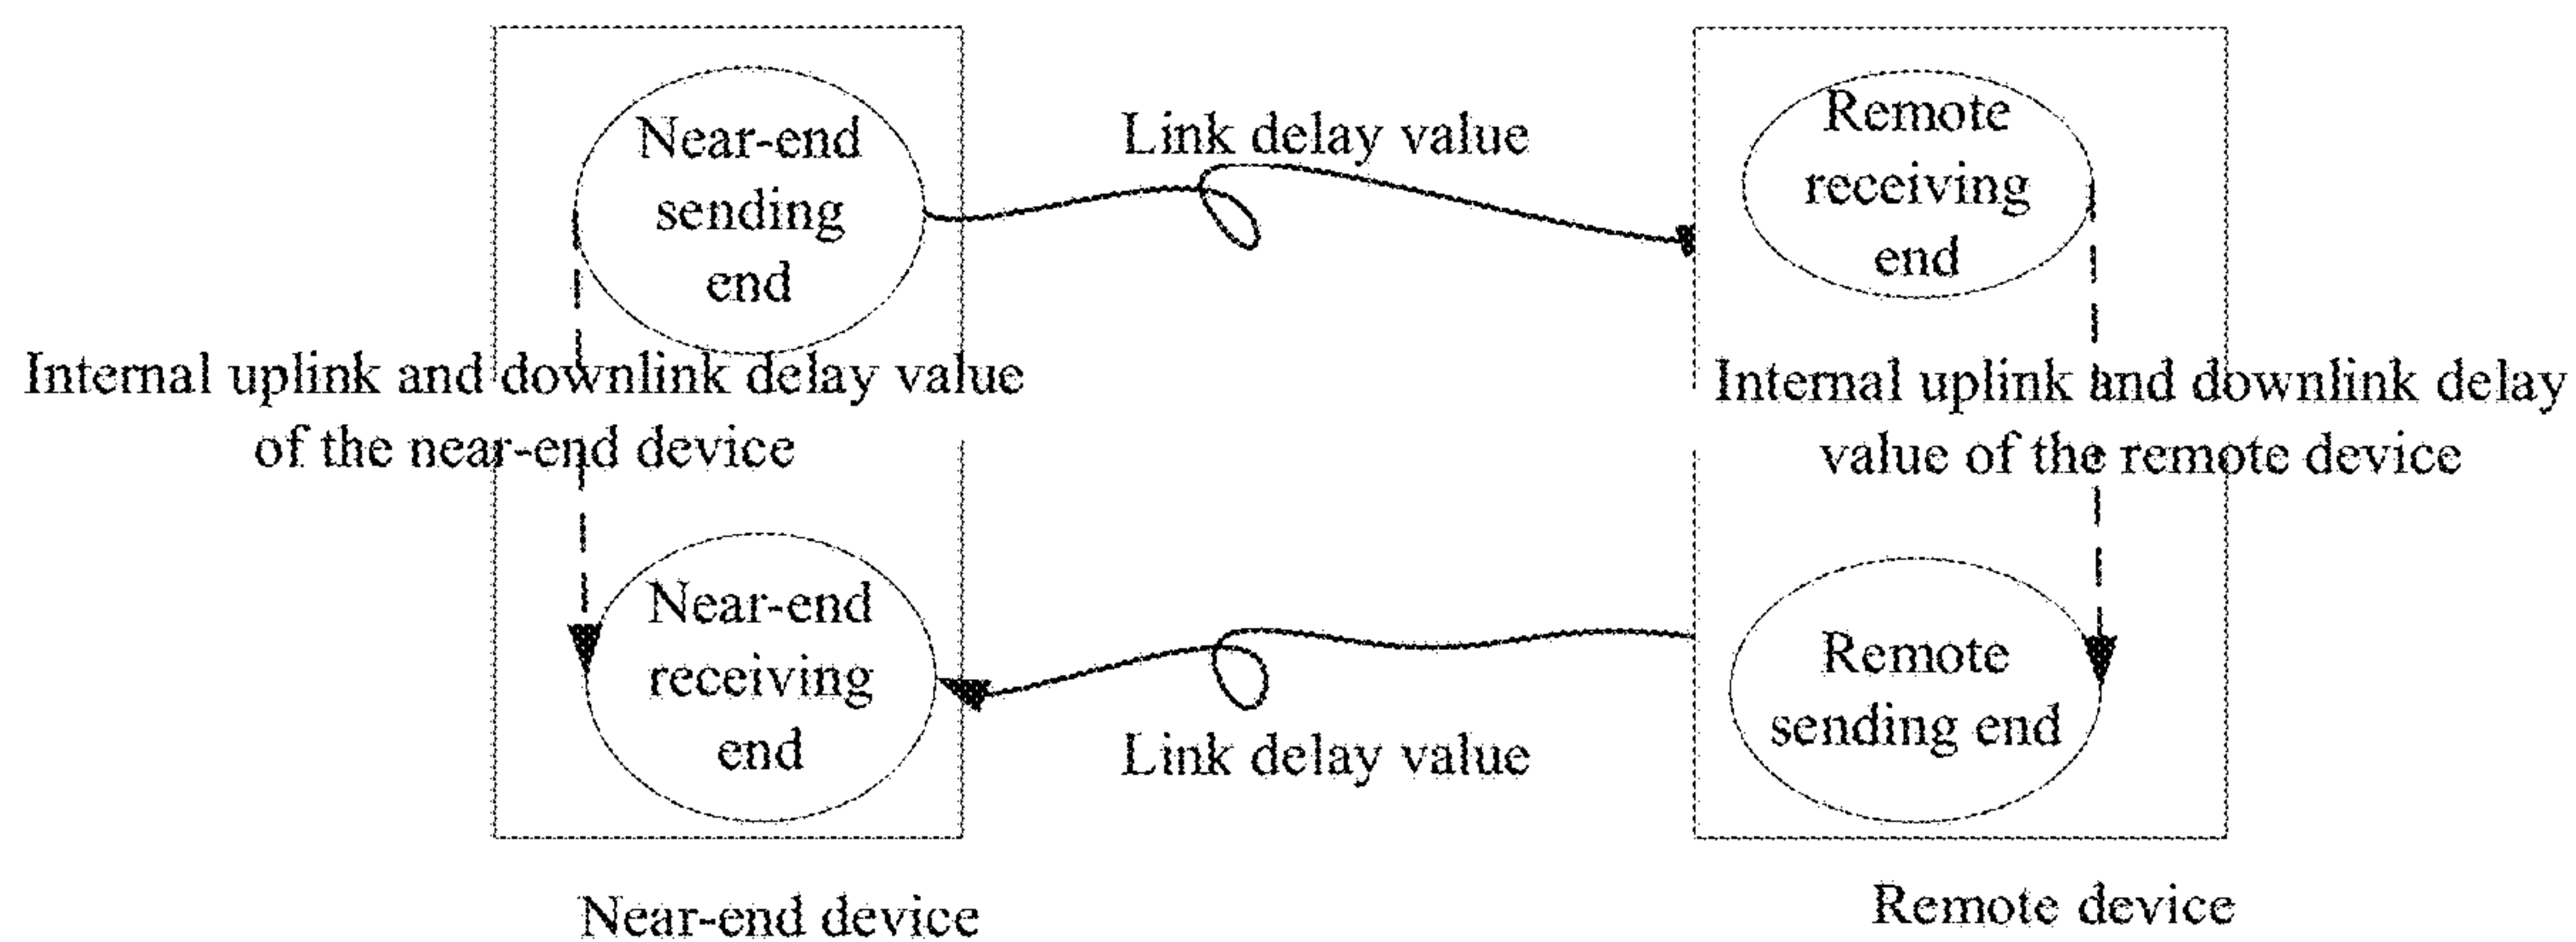 Near-end
sending
end
Link delay value
Remote
receiving
end
Internal uplink and downlink delay value
of the near-end device
Internal uplink and downlink delay
value of the remote device
Near-end
receiving
end
Link delay value
Remote
sending end
Near-end device
Remote device